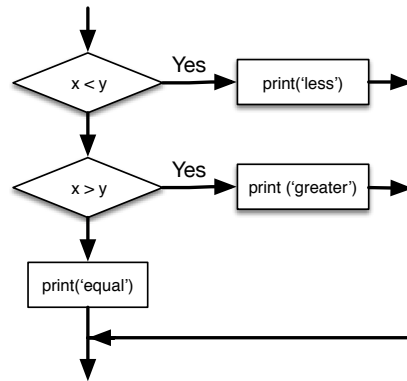 Yes
x < y
print(‘less’)
Yes
x > y
print (‘greater’)
print(‘equal’)